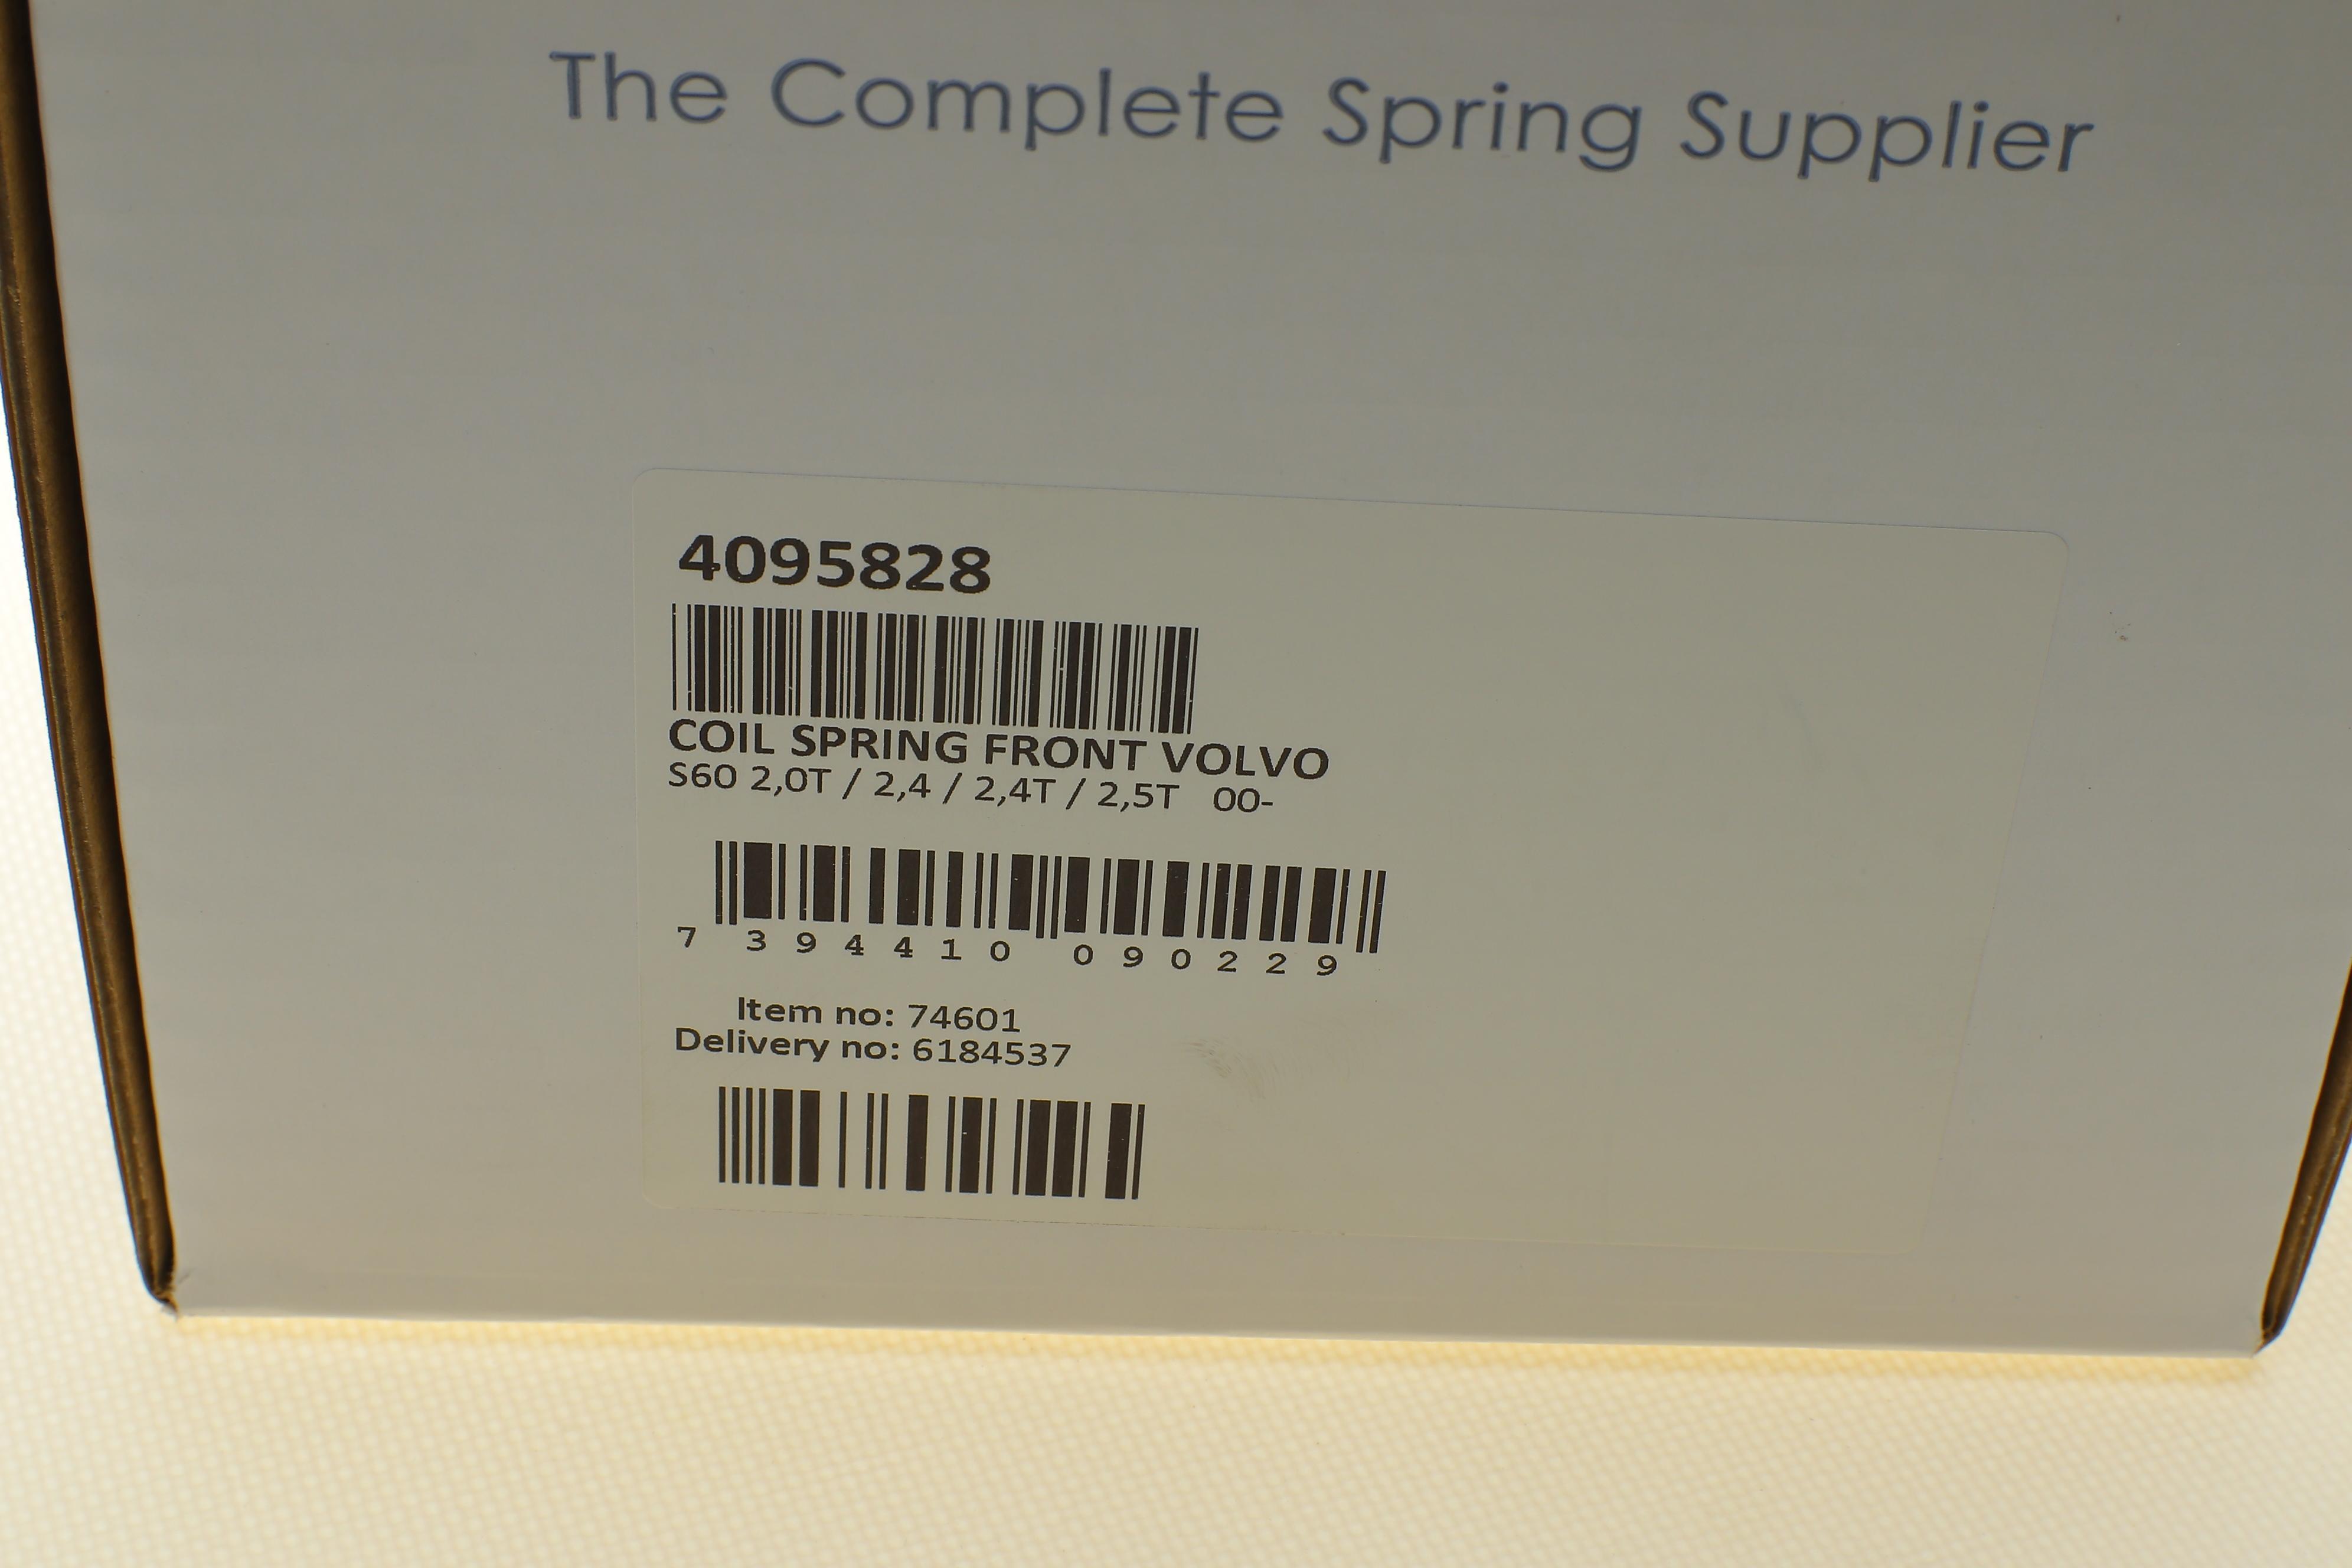 The Complete Spring Supplier
4095828
COIL SPRING FRONT VOLVO
S60 2,0T / 2,4 / 2,4T / 2,5T 00-
7 394410 090229
Item no: 74601
Delivery no: 6184537